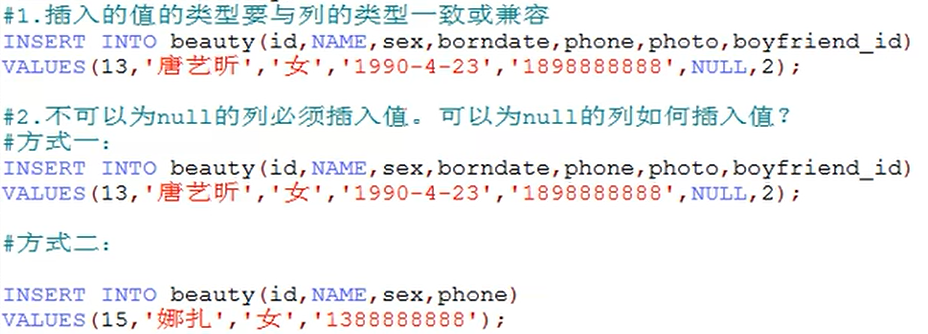 #1.插入的值的类型要与列的类型一致或兼容
INSERT INTO beauty(id,NAME,sex,borndate,phone,photo,boyfriend_id)
VALUES(13,'唐艺昕','女','1990-4-23','1898888888',NULL,2);
#2.不可以为null的列必须插入值。可以为null的列如何插入值?
#方式一:
INSERT INTO beauty(id,NAME,sex,borndate,phone,photo,boyfriend_id)
VALUES(13,'唐艺昕','女','1990-4-23','1898888888',NULL,2);
#方式二:
INSERT INTO beauty(id,NAME,sex,phone)
VALUES(15,'娜扎','女','1388888888');